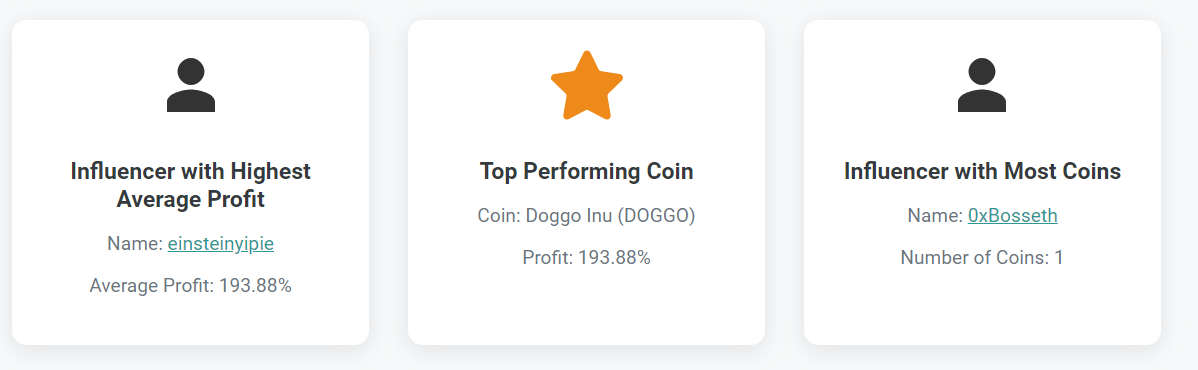 Influencer with Highest
Average Profit
Name: einsteinyipie
Average Profit: 193.88%
Top Performing Coin
Coin: Doggo Inu (DOGGO)
Profit: 193.88%
Influencer with Most Coins
Name: 0xBosseth
Number of Coins: 1